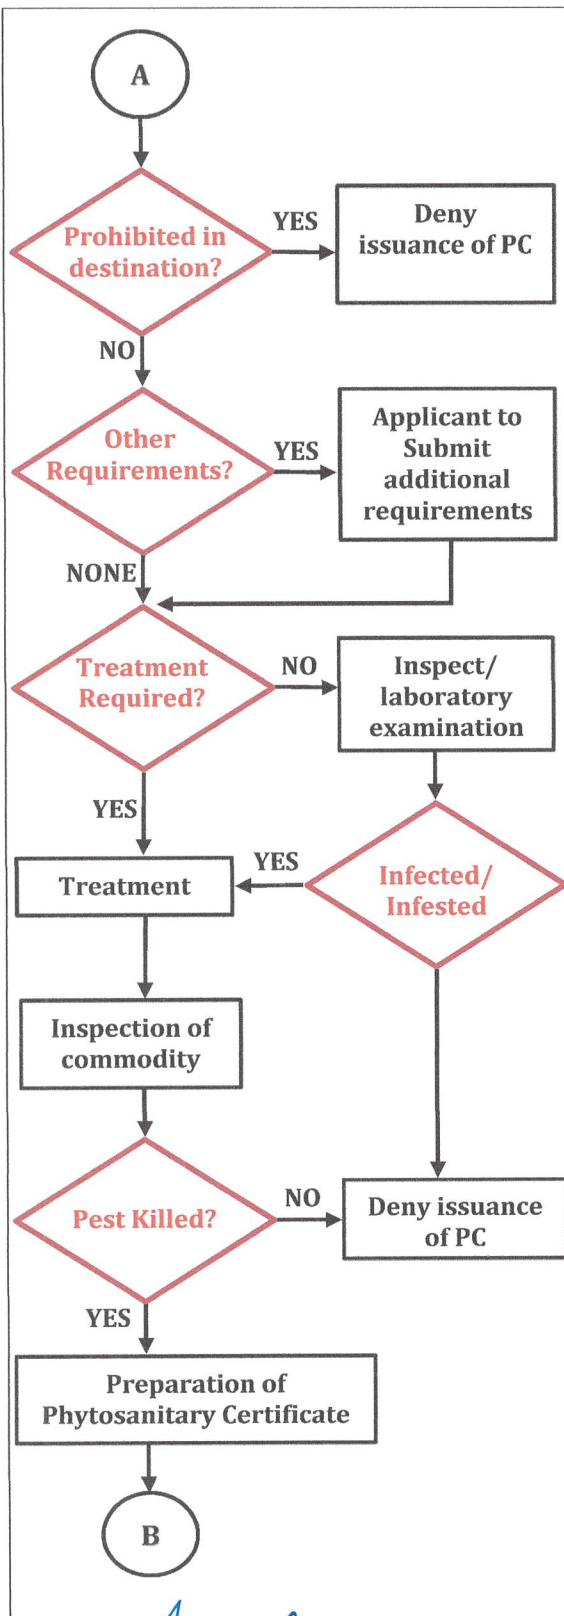 A
Prohibited in
destination?
YES
Deny
issuance of PC
NO
Other
Requirements?
YES
Applicant to
Submit
additional
requirements
NONE
Treatment
Required?
NO
Inspect/
laboratory
examination
YES
Treatment
YES
Infected/
Infested
Inspection of
commodity
Pest Killed?
NO
Deny issuance
of PC
YES
Preparation of
Phytosanitary Certificate
B